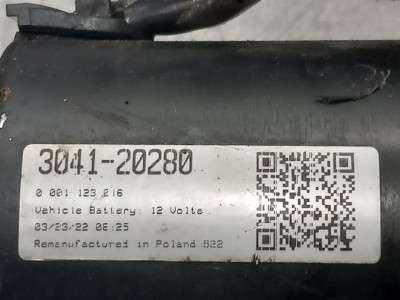 3041-20280
0 001 123 016
Vehicle Battery: 12 Volts
03/23/22 08:25
Remanufactured in Poland 522